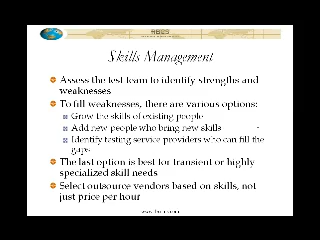 Skills Management
Assess the test team to identify strengths and
weaknesses
To fill weaknesses, there are various options:
Grow the skills of existing people
Add new people who bring new skills
Identify testing service providers who can fill the
gaps
The last option is best for transient or highly
specialized skill needs
Select outsource vendors based on skills, not
just price per hour